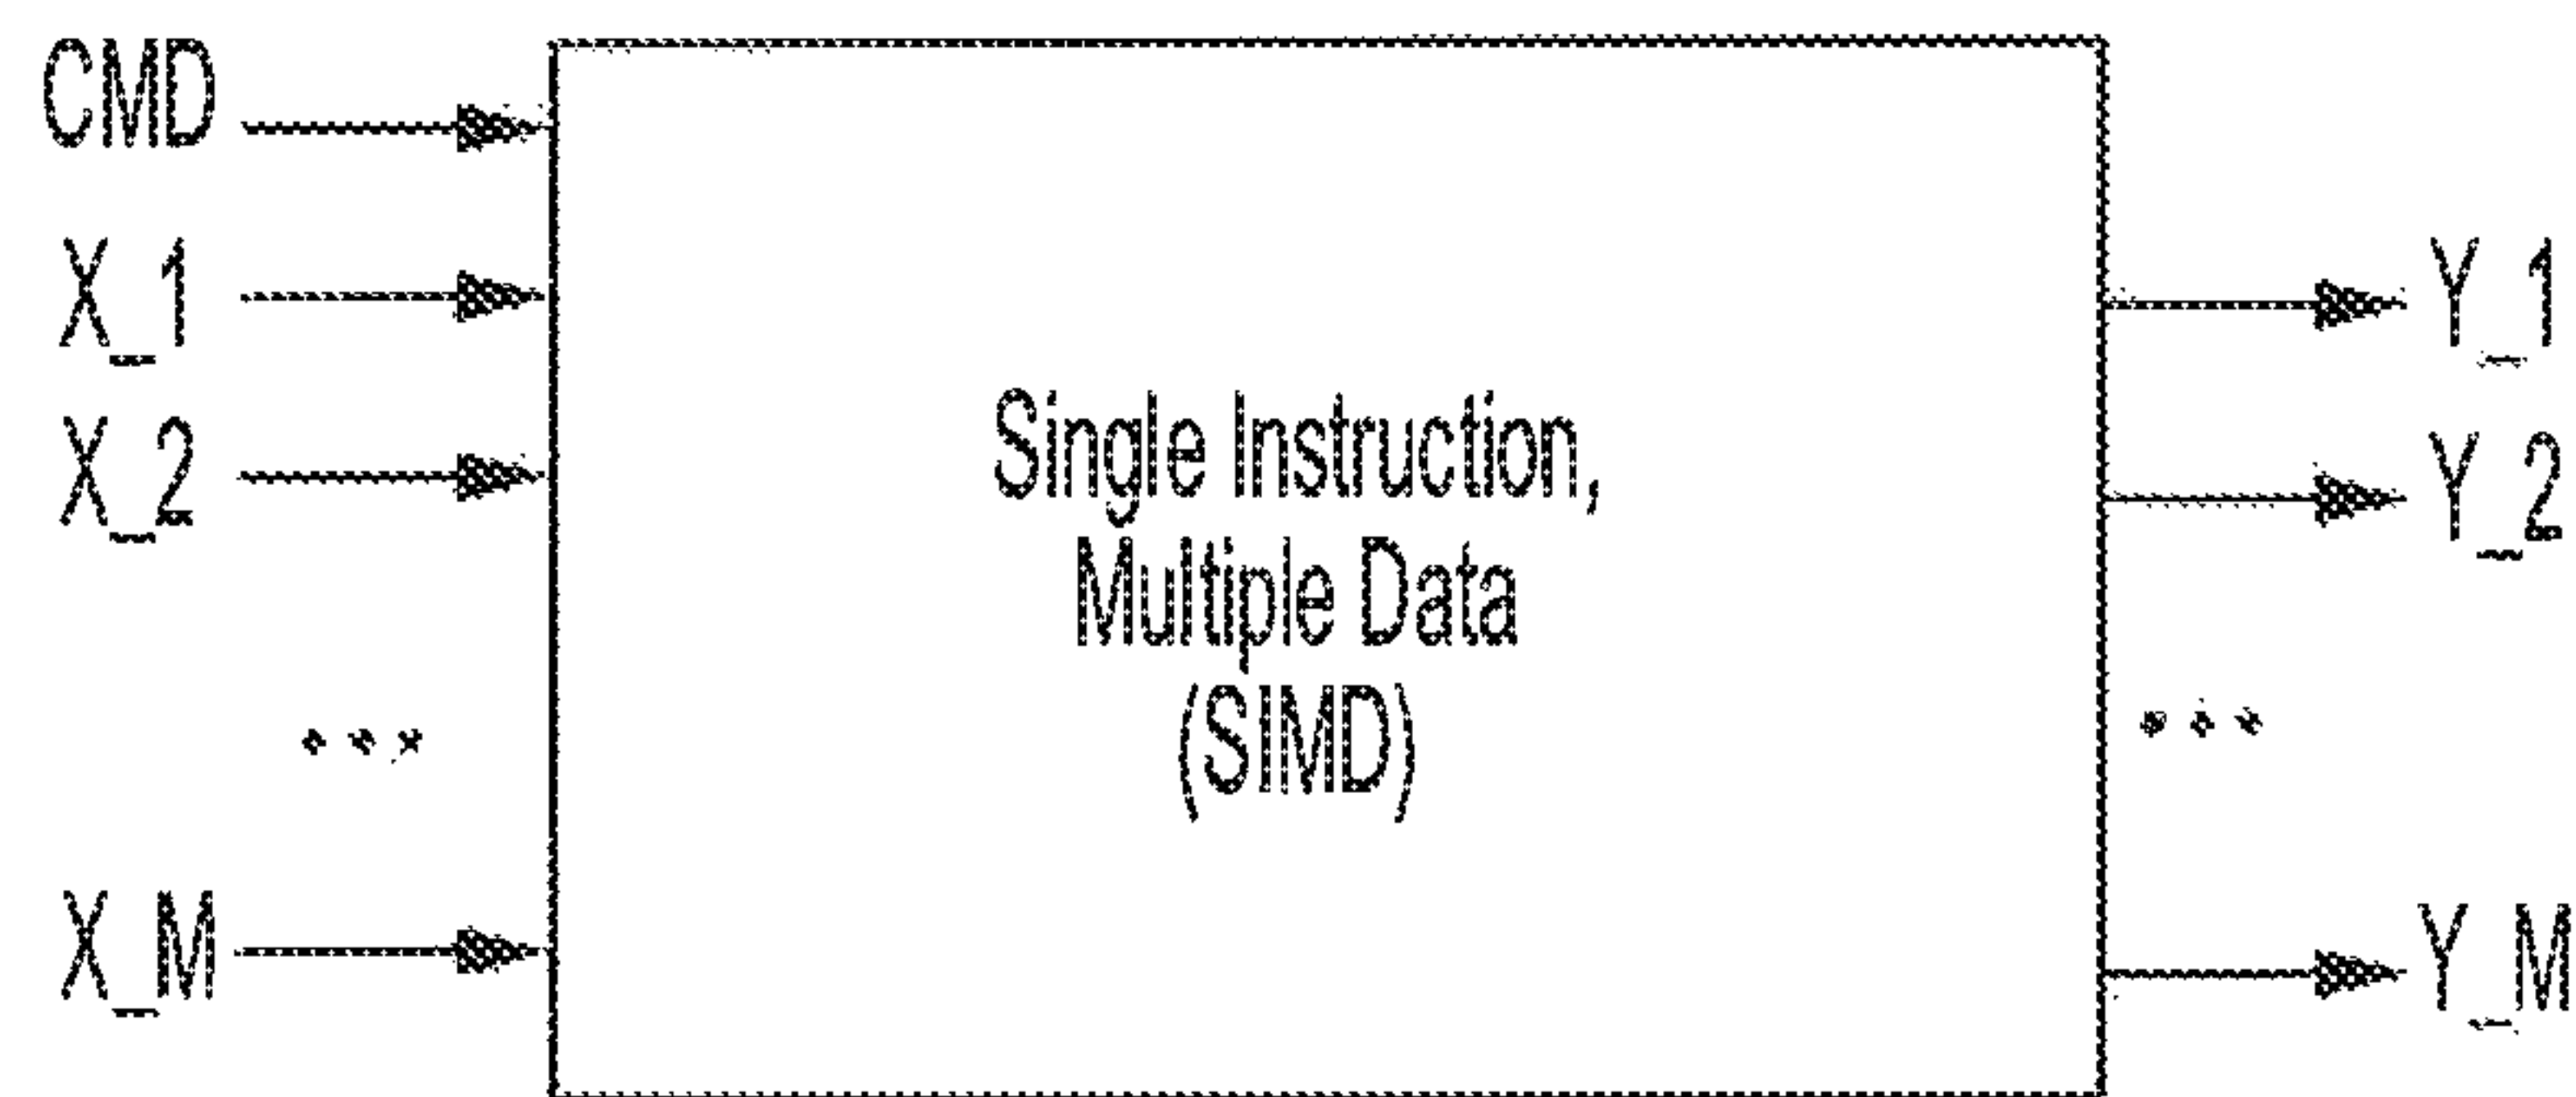 CMD
X_1
X_2
...
X_M
Single Instruction,
Multiple Data
(SIMD)
Y_1
Y_2
...
Y_M